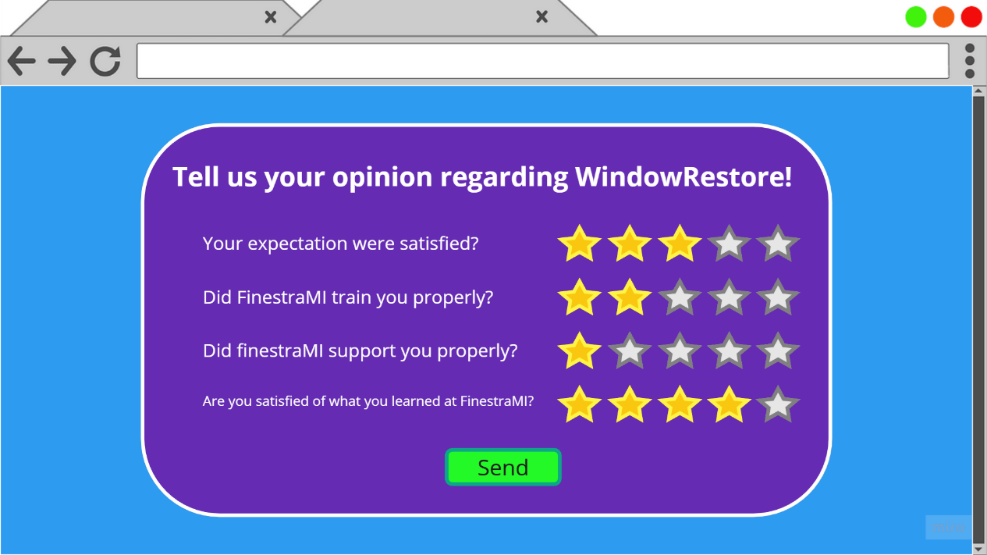 Tell us your opinion regarding WindowRestore!
Your expectation were satisfied?
Did FinestraMI train you properly?
Did finestraMI support you properly?
Are you satisfied of what you learned at FinestraMI?
Send